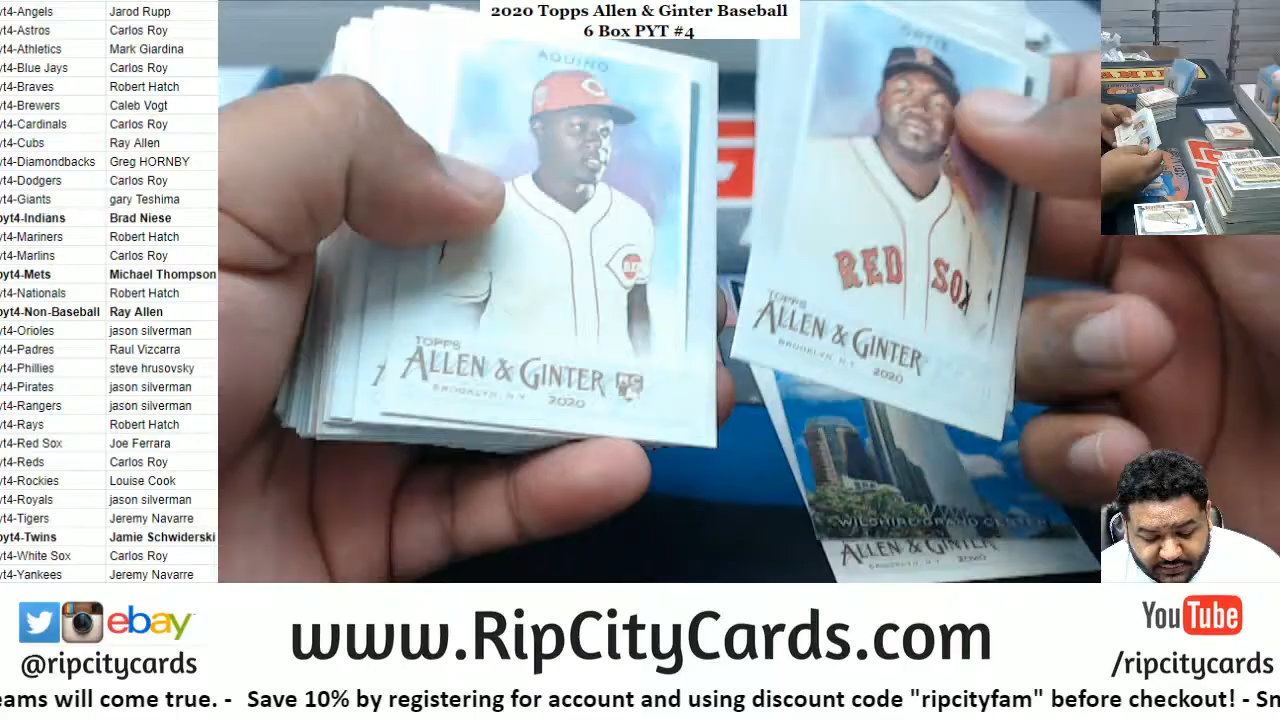 2020 Topps Allen & Ginter Baseball
6 Box PYT #4
yt4-Angels Jarod Rupp
yt4-Astros Carlos Roy
yt4-Athletics Mark Giardina
yt4-Blue Jays Carlos Roy
yt4-Braves Robert Hatch
yt4-Brewers Caleb Vogt
yt4-Cardinals Carlos Roy
yt4-Cubs Ray Allen
yt4-Diamondbacks Greg HORNBY
yt4-Dodgers Carlos Roy
yt4-Giants gary Teshima
pyt4-Indians Brad Niese
yt4-Mariners Robert Hatch
yt4-Marlins Carlos Roy
pyt4-Mets Michael Thompson
yt4-Nationals Robert Hatch
pyt4-Non-Baseball Ray Allen
yt4-Orioles jason silverman
yt4-Padres Raul Vizcarra
yt4-Phillies steve hrusovsky
yt4-Pirates jason silverman
yt4-Rangers jason silverman
yt4-Rays Robert Hatch
yt4-Red Sox Joe Ferrara
yt4-Reds Carlos Roy
yt4-Rockies Louise Cook
yt4-Royals jason silverman
yt4-Tigers Jeremy Navarre
pyt4-Twins Jamie Schwiderski
yt4-White Sox Carlos Roy
yt4-Yankees Jeremy Navarre
AQUINO
TOPPS
ALLEN & GINTER RC
BROOKLYN, N.Y. 2020
ORTIZ
RED SOX
TOPPS
ALLEN & GINTER
BROOKLYN, N.Y. 2020
WILSHIRE GRAND CENTER
ALLEN & GINTER
2020
ebay
@ripcitycards
www.RipCityCards.com
YouTube
/ripcitycards
eams will come true. - Save 10% by registering for account and using discount code "ripcityfam" before checkout! - Sn